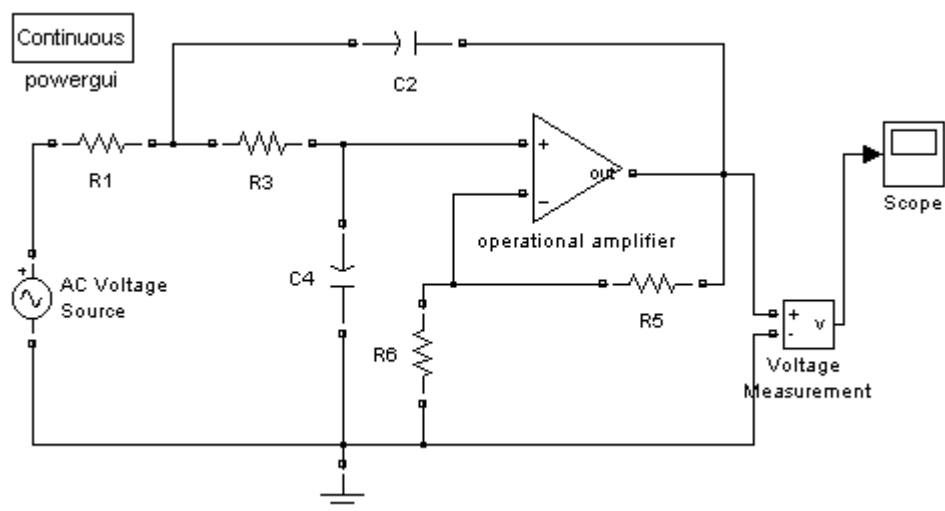 Continuous
powergui
C2
R1
R3
+
out
−
Scope
operational amplifier
+
AC Voltage
Source
C4
R5
R6
+
-
v
Voltage
Measurement